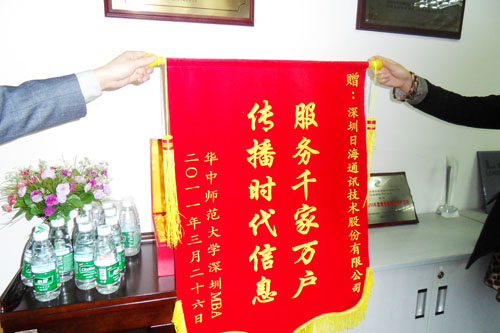 赠：深圳日海通讯技术股份有限公司
服务千家万户
传播时代信息
华中师范大学深圳MBA
二〇一一年三月二十六日